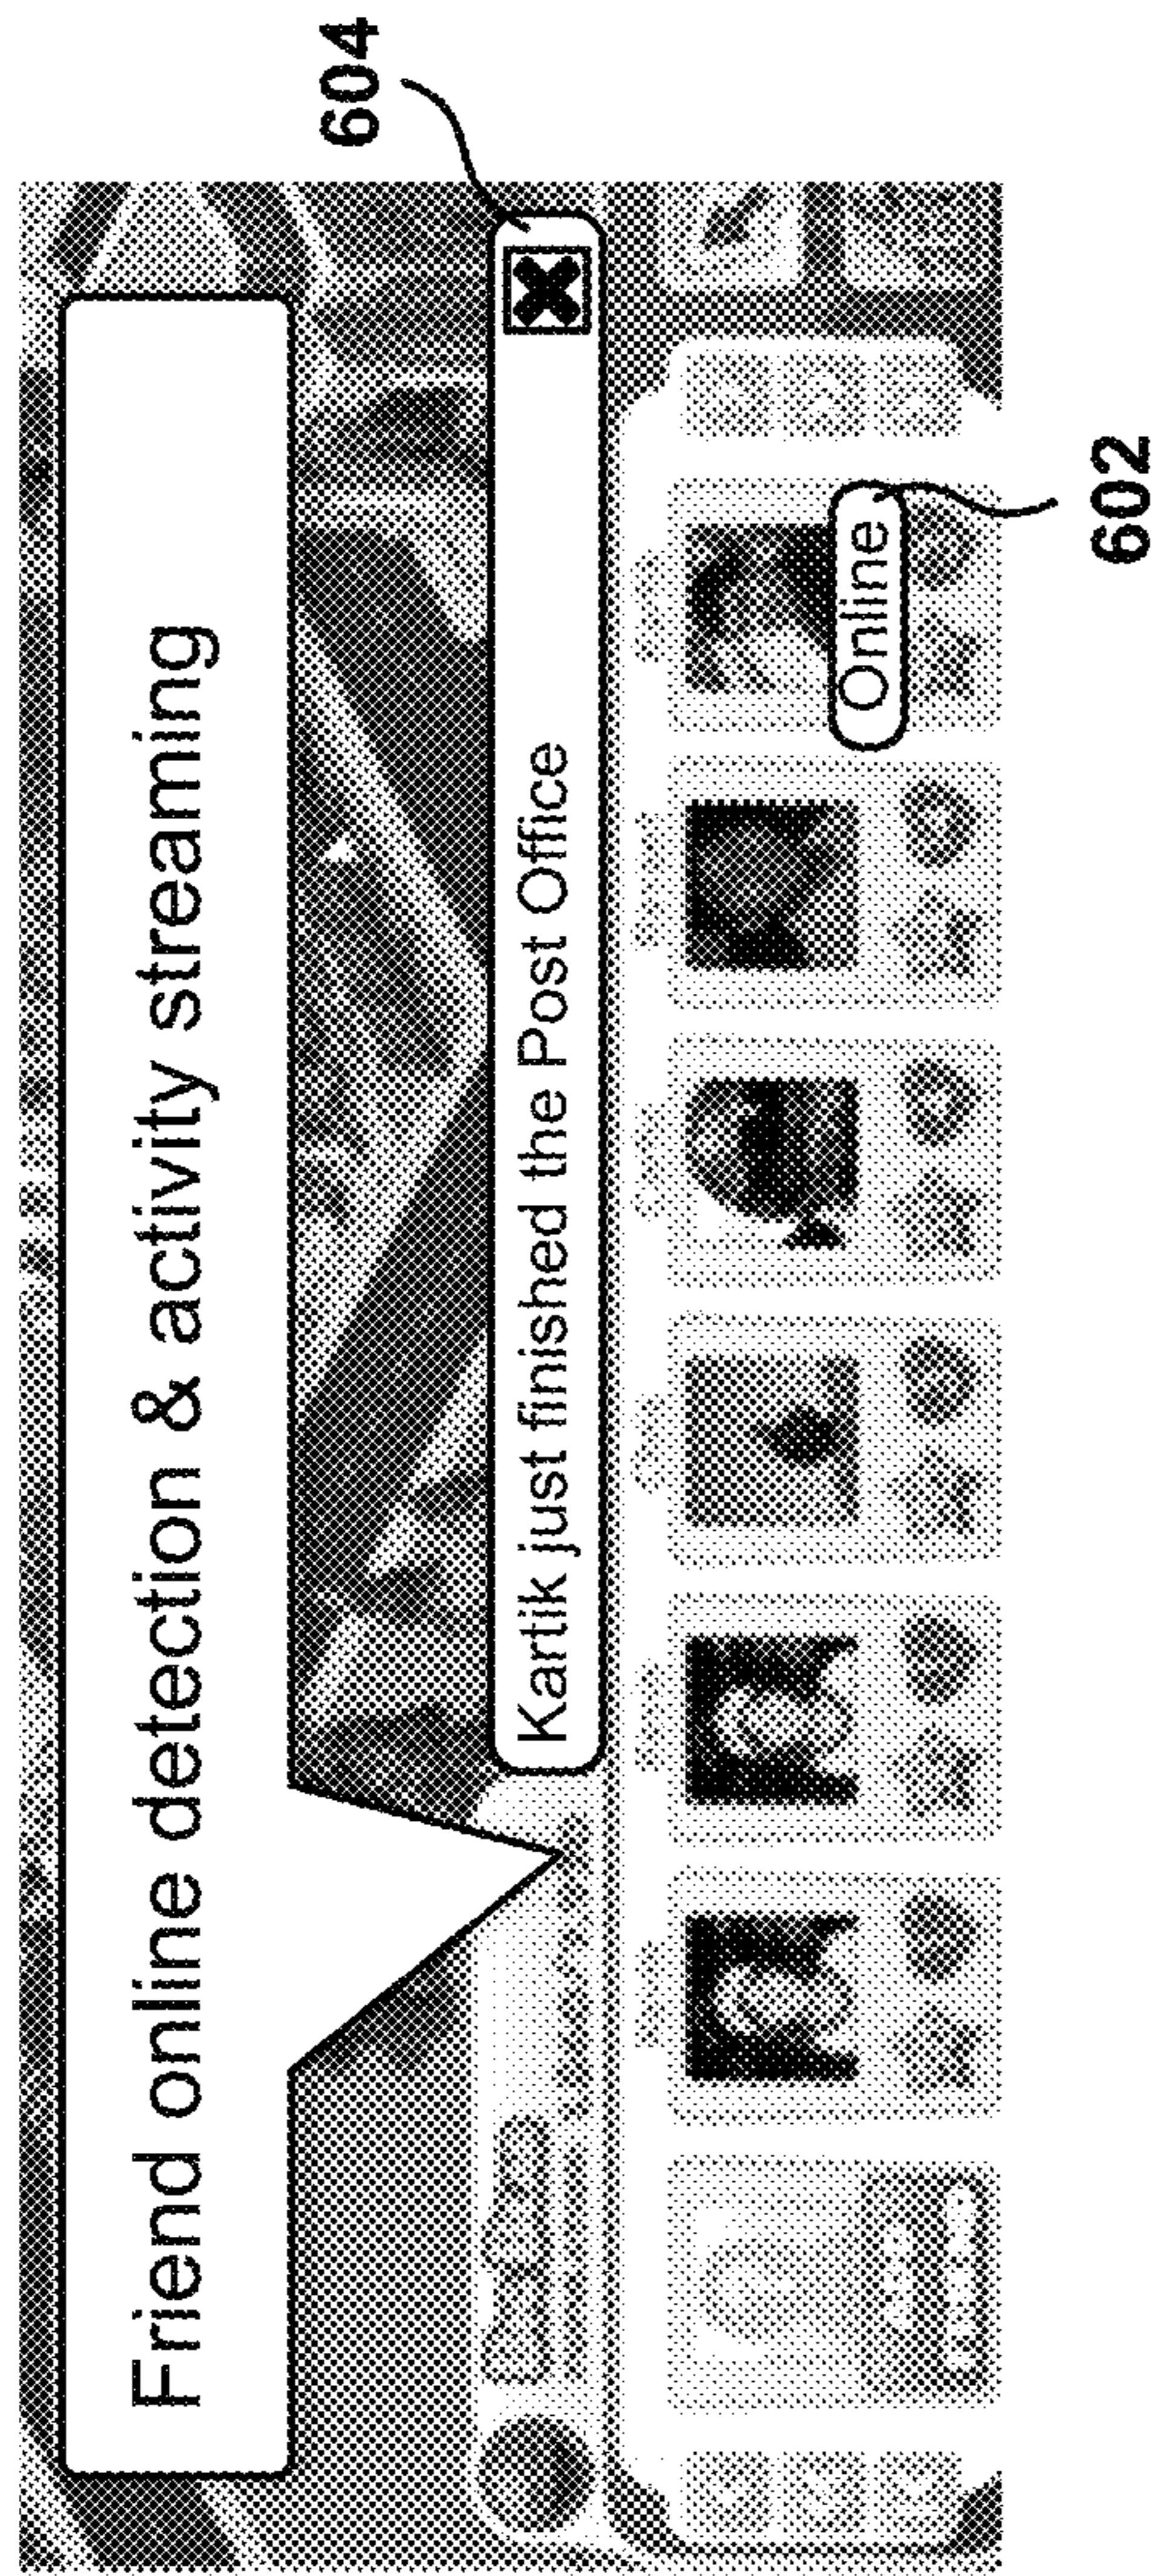 Friend online detection & activity streaming
604
Kartik just finished the Post Office
Online
602